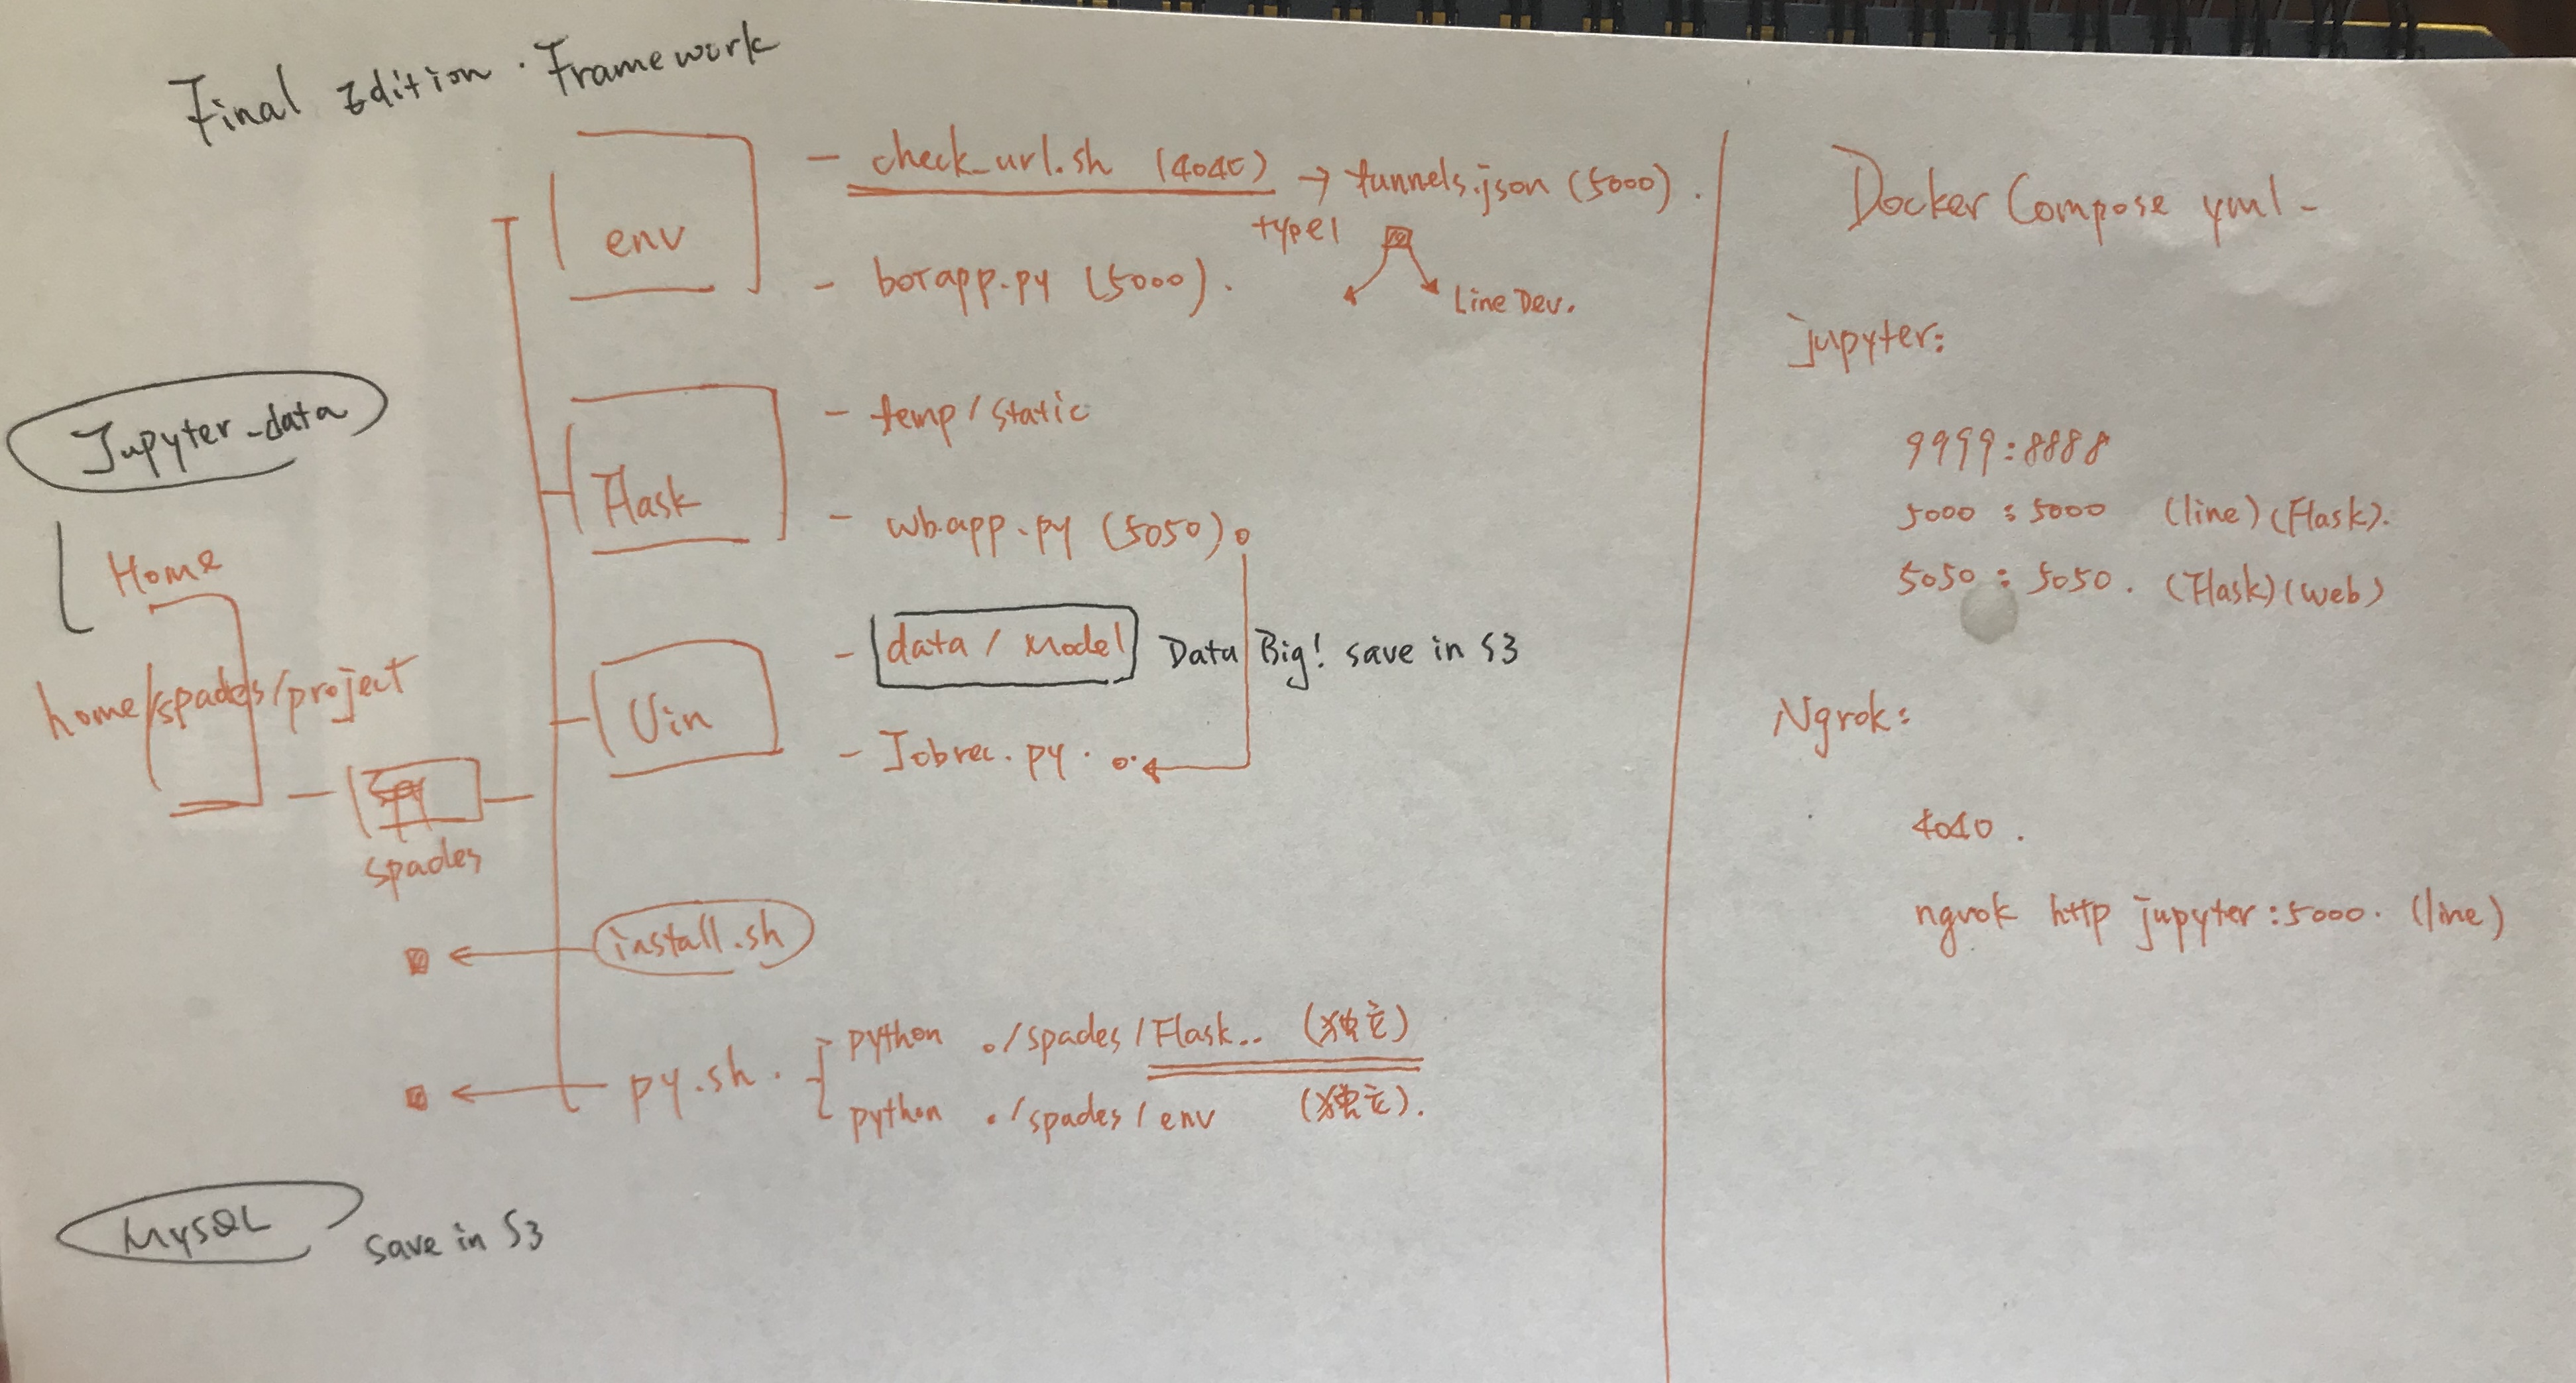 Final Edition · Framework
env
- check_url.sh (4040) → tunnels.json (5000).
type1
Line Dev.
- botapp.py (5000).
Jupyter_data
Home
home/spades/project
spades
Flask
- temp / static
- wb.app.py (5050)
Uin
- data / Model Data Big! save in S3
- Jobrec.py.
install.sh
py.sh.
python ./spades/Flask.. (独立)
python ./spades/env (独立).
MySQL save in S3
Docker Compose yml -
jupyter:
9999:8888
5000:5000 (line)(Flask).
5050:5050. (Flask)(web)
Ngrok:
4040.
ngrok http jupyter:5000. (line)